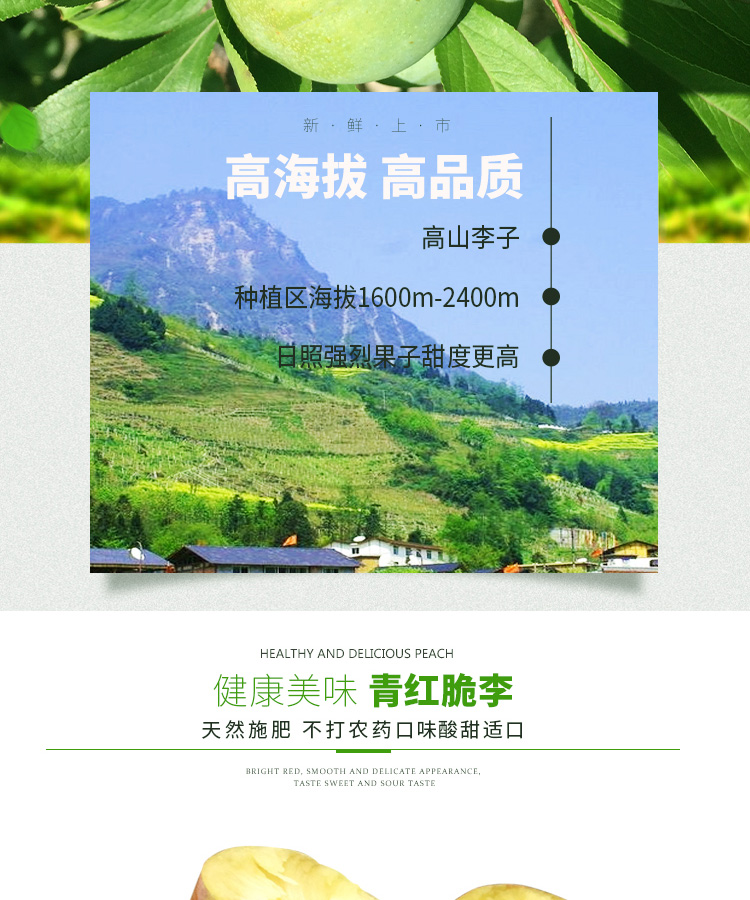 新·鲜·上·市
高海拔 高品质
高山李子
种植区海拔1600m-2400m
日照强烈果子甜度更高
HEALTHY AND DELICIOUS PEACH
健康美味 青红脆李
天然施肥 不打农药口味酸甜适口
BRIGHT RED, SMOOTH AND DELICATE APPEARANCE,
TASTE SWEET AND SOUR TASTE